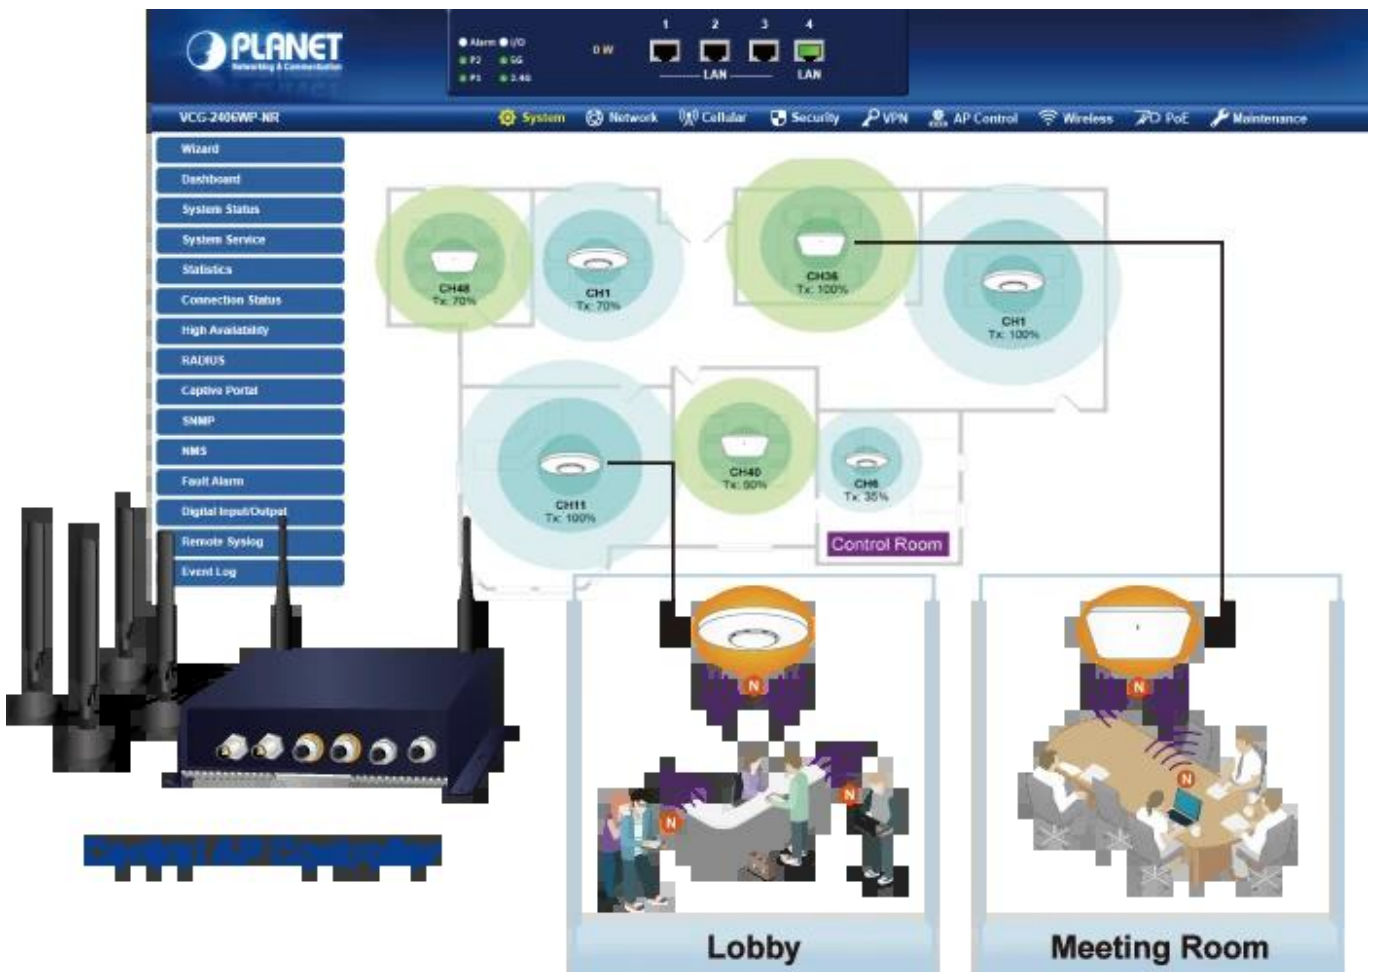 PLANET
Networking & Communication
Alarm I/O
P2 5G
P1 2.4G
0 W
1 2 3 4
LAN LAN
VCG-2406WP-NR
System Network Cellular Security VPN AP Control Wireless PoE Maintenance
Wizard
Dashboard
System Status
System Service
Statistics
Connection Status
High Availability
RADIUS
Captive Portal
SNMP
NMS
Fault Alarm
Digital Input/Output
Remote Syslog
Event Log
CH48
Tx: 70%
CH1
Tx: 70%
CH36
Tx: 100%
CH1
Tx: 100%
CH11
Tx: 100%
CH40
Tx: 50%
CH6
Tx: 35%
Control Room
N
N
N
N
N
Central AP Controller
Lobby
Meeting Room